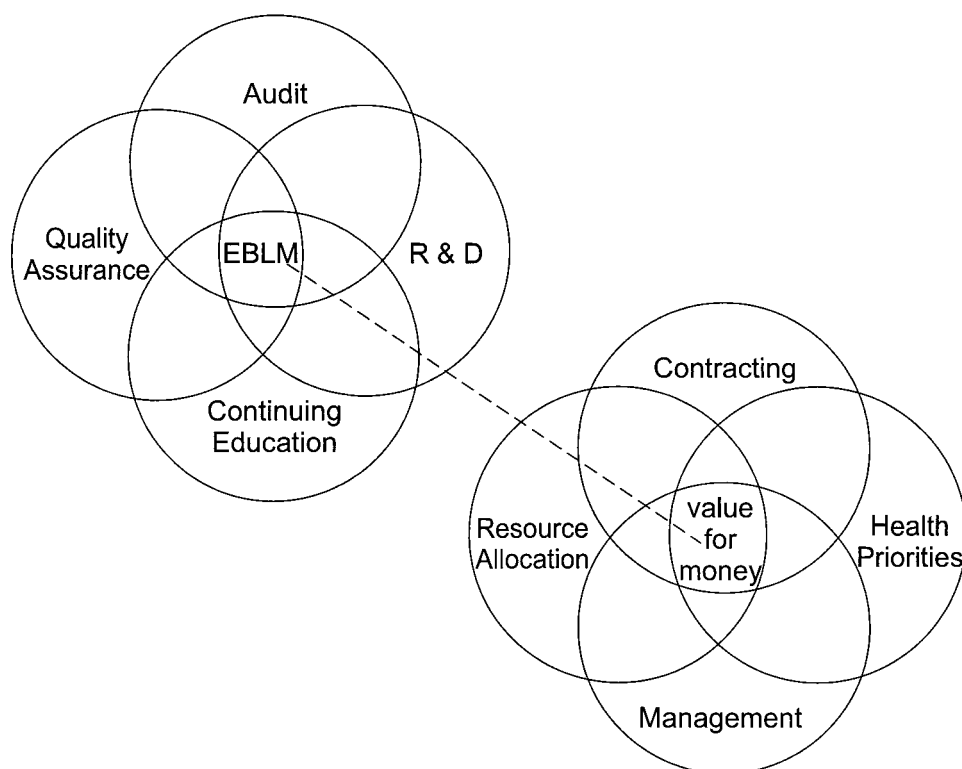 Audit
Quality
Assurance
EBLM
R & D
Continuing
Education
Contracting
Resource
Allocation
value
for
money
Health
Priorities
Management